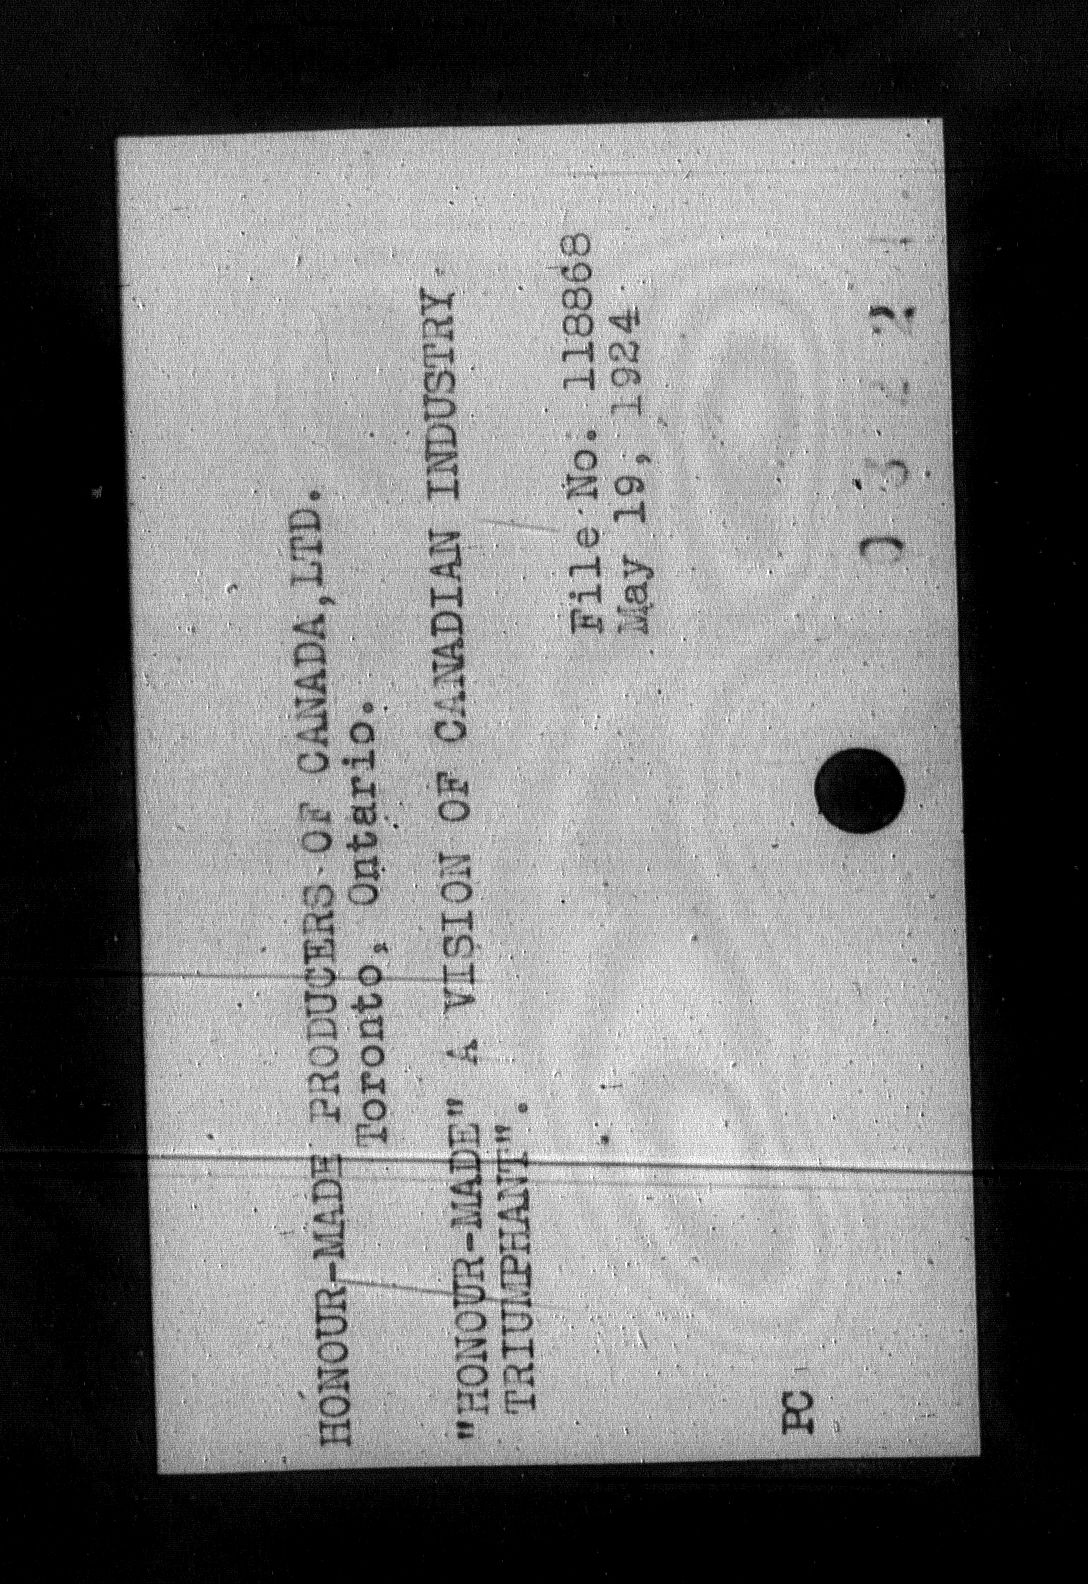 HONOUR-MADE PRODUCERS OF CANADA,LTD.
Toronto, Ontario.
"HONOUR-MADE" A VISION OF CANADIAN INDUSTRY
TRIUMPHANT".
File No. 118868
May 19, 1924
PC